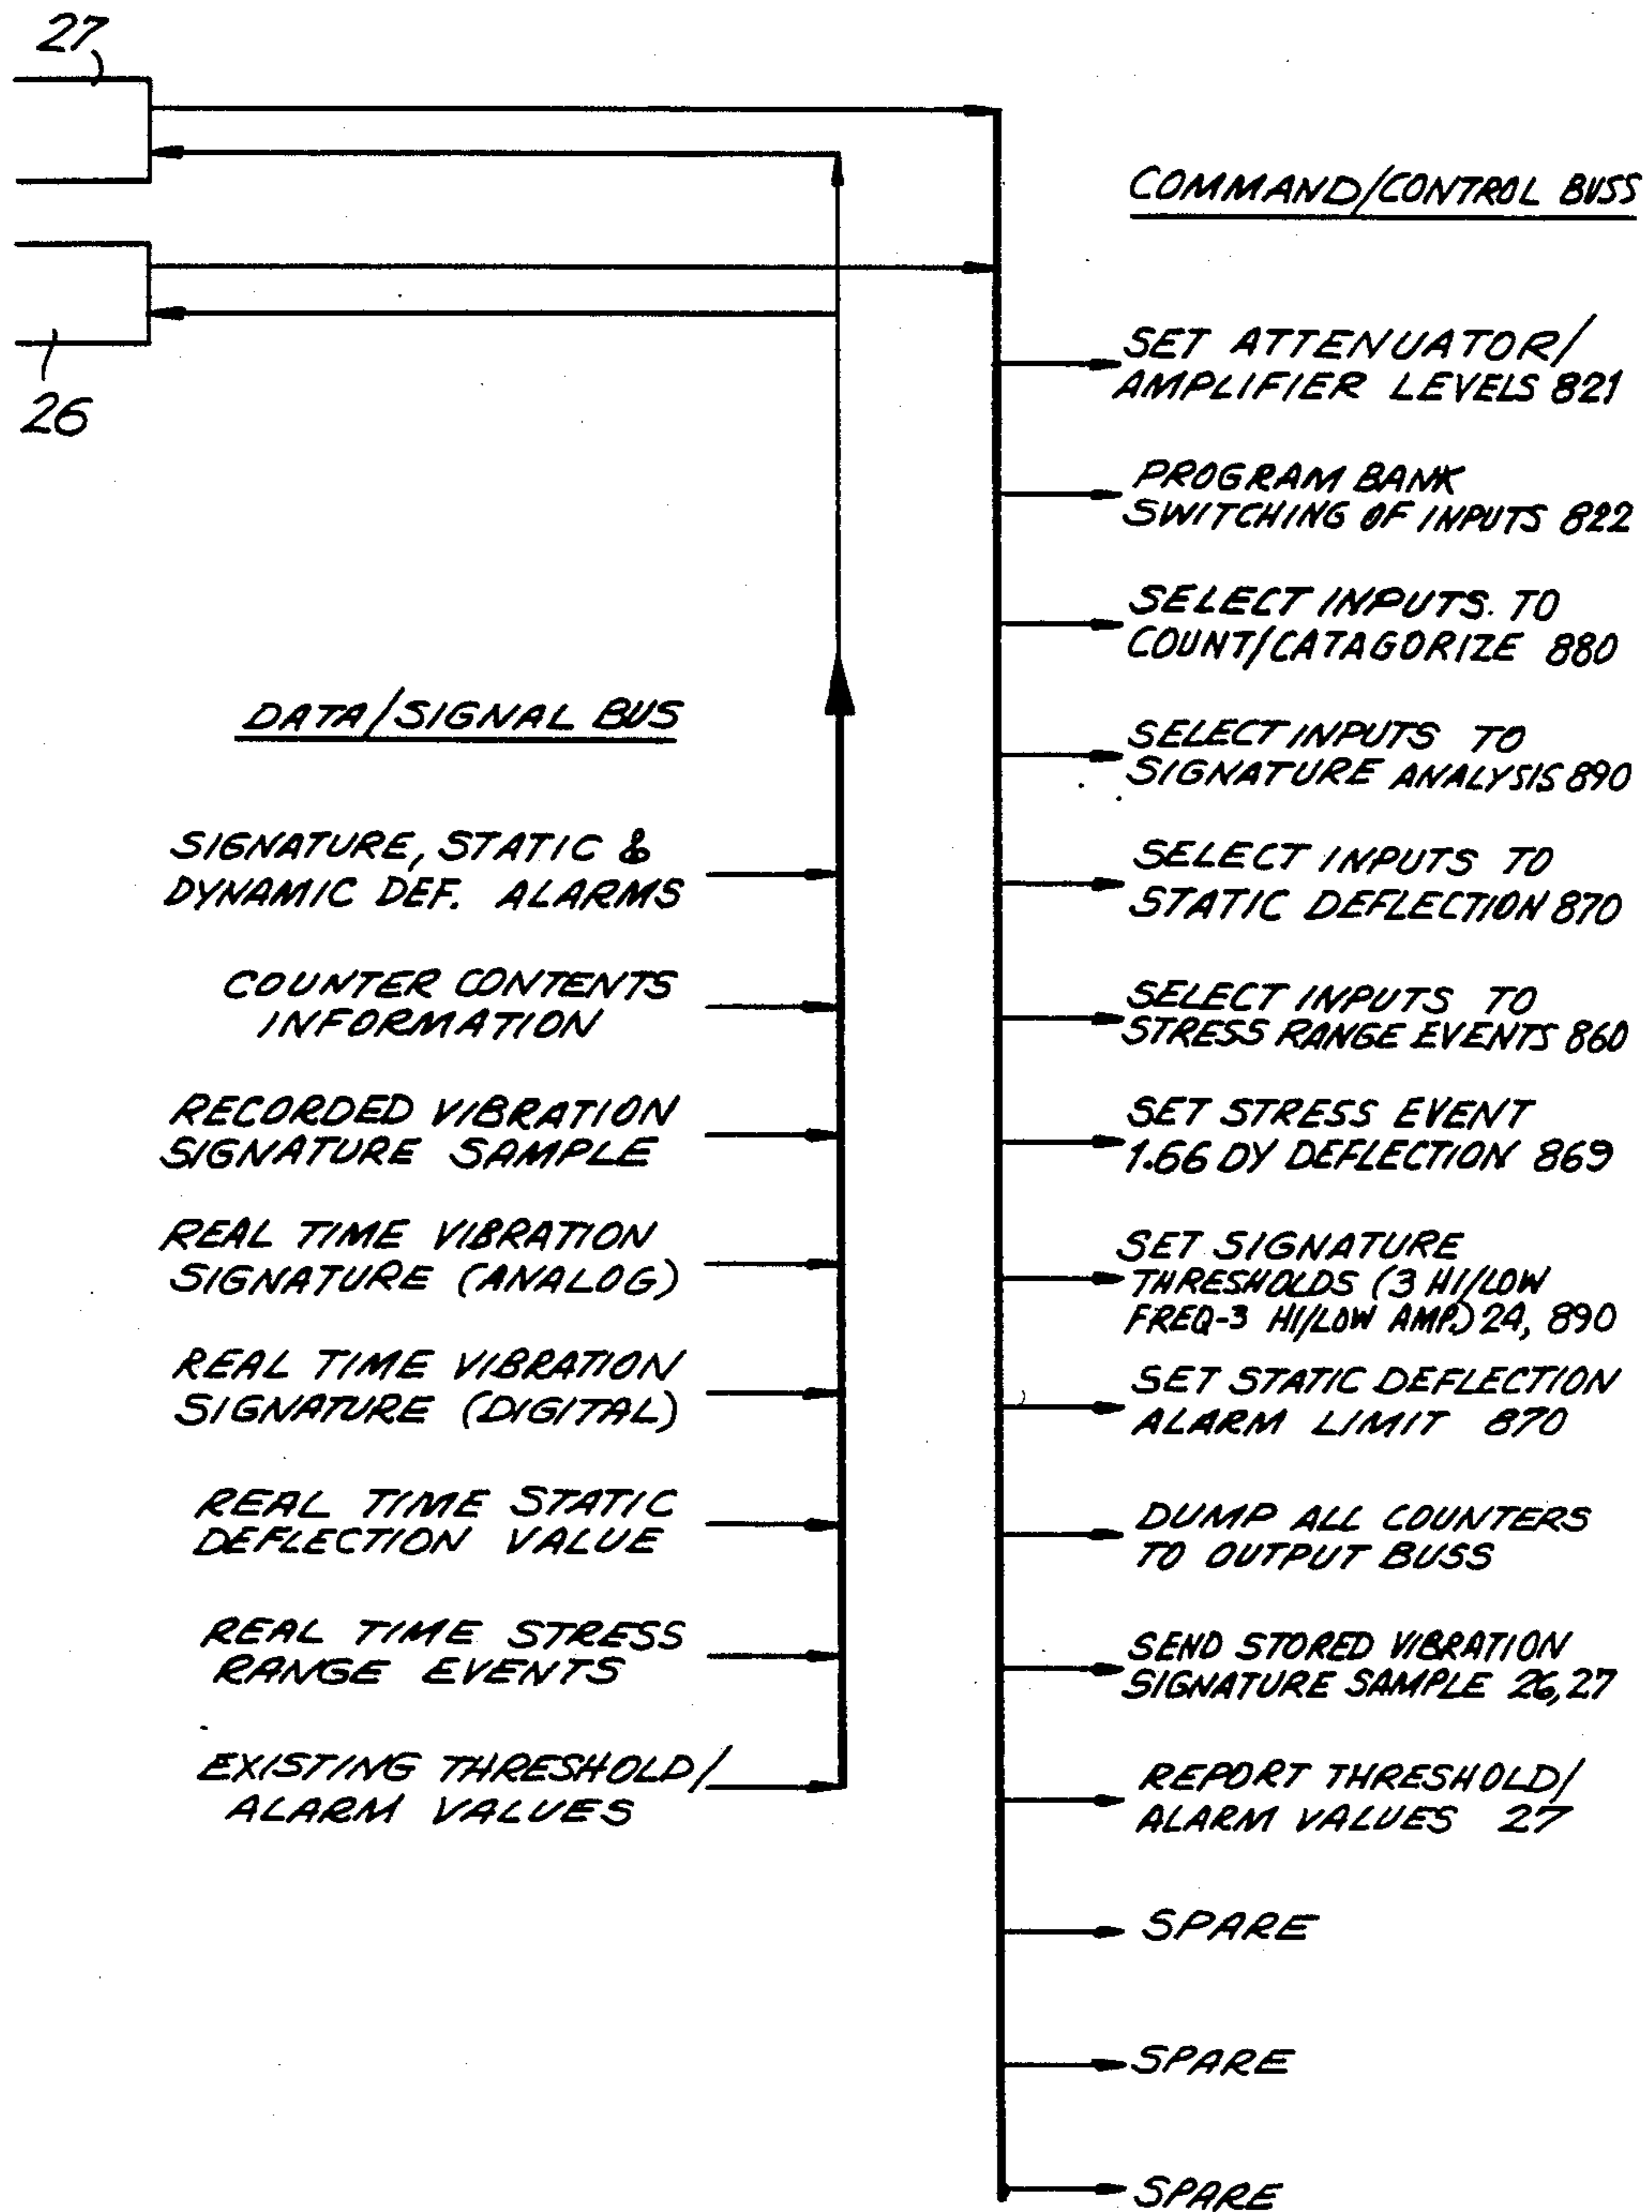 27
26
COMMAND/CONTROL BUSS
SET ATTENUATOR/
AMPLIFIER LEVELS 821
PROGRAM BANK
SWITCHING OF INPUTS 822
SELECT INPUTS TO
COUNT/CATAGORIZE 880
SELECT INPUTS TO
SIGNATURE ANALYSIS 890
SELECT INPUTS TO
STATIC DEFLECTION 870
SELECT INPUTS TO
STRESS RANGE EVENTS 860
SET STRESS EVENT
1.66 DY DEFLECTION 869
SET SIGNATURE
THRESHOLDS (3 HI/LOW
FREQ-3 HI/LOW AMP.) 24, 890
SET STATIC DEFLECTION
ALARM LIMIT 870
DUMP ALL COUNTERS
TO OUTPUT BUSS
SEND STORED VIBRATION
SIGNATURE SAMPLE 26,27
REPORT THRESHOLD/
ALARM VALUES 27
SPARE
SPARE
SPARE
DATA/SIGNAL BUS
SIGNATURE, STATIC &
DYNAMIC DEF. ALARMS
COUNTER CONTENTS
INFORMATION
RECORDED VIBRATION
SIGNATURE SAMPLE
REAL TIME VIBRATION
SIGNATURE (ANALOG)
REAL TIME VIBRATION
SIGNATURE (DIGITAL)
REAL TIME STATIC
DEFLECTION VALUE
REAL TIME STRESS
RANGE EVENTS
EXISTING THRESHOLD/
ALARM VALUES